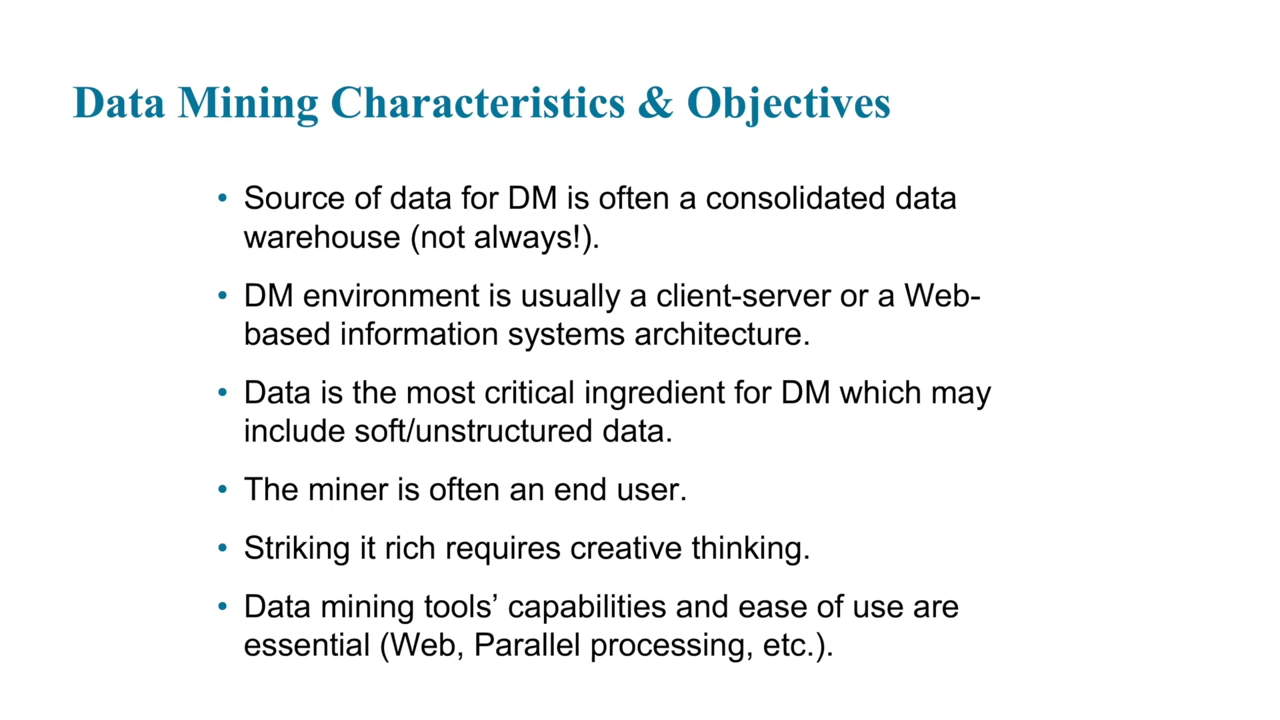 Data Mining Characteristics & Objectives
• Source of data for DM is often a consolidated data
warehouse (not always!).
• DM environment is usually a client-server or a Web-
based information systems architecture.
• Data is the most critical ingredient for DM which may
include soft/unstructured data.
• The miner is often an end user.
• Striking it rich requires creative thinking.
• Data mining tools’ capabilities and ease of use are
essential (Web, Parallel processing, etc.).